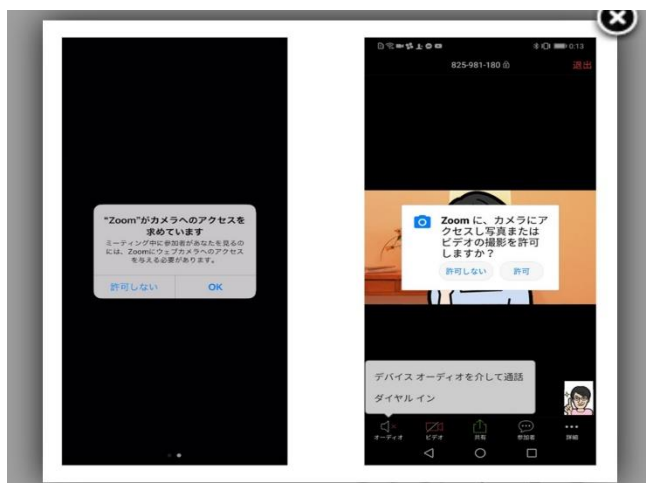 "Zoom"がカメラへのアクセスを
求めています
ミーティング中に参加者があなたを見るの
には、Zoomにウェブカメラへのアクセス
を与える必要があります。
許可しない
OK
0:13
825-981-180
退出
Zoom に、カメラにア
クセスし写真または
ビデオの撮影を許可
しますか？
許可しない
許可
デバイス オーディオを介して通話
ダイヤル イン
オーディオ
ビデオ
共有
参加者
詳細